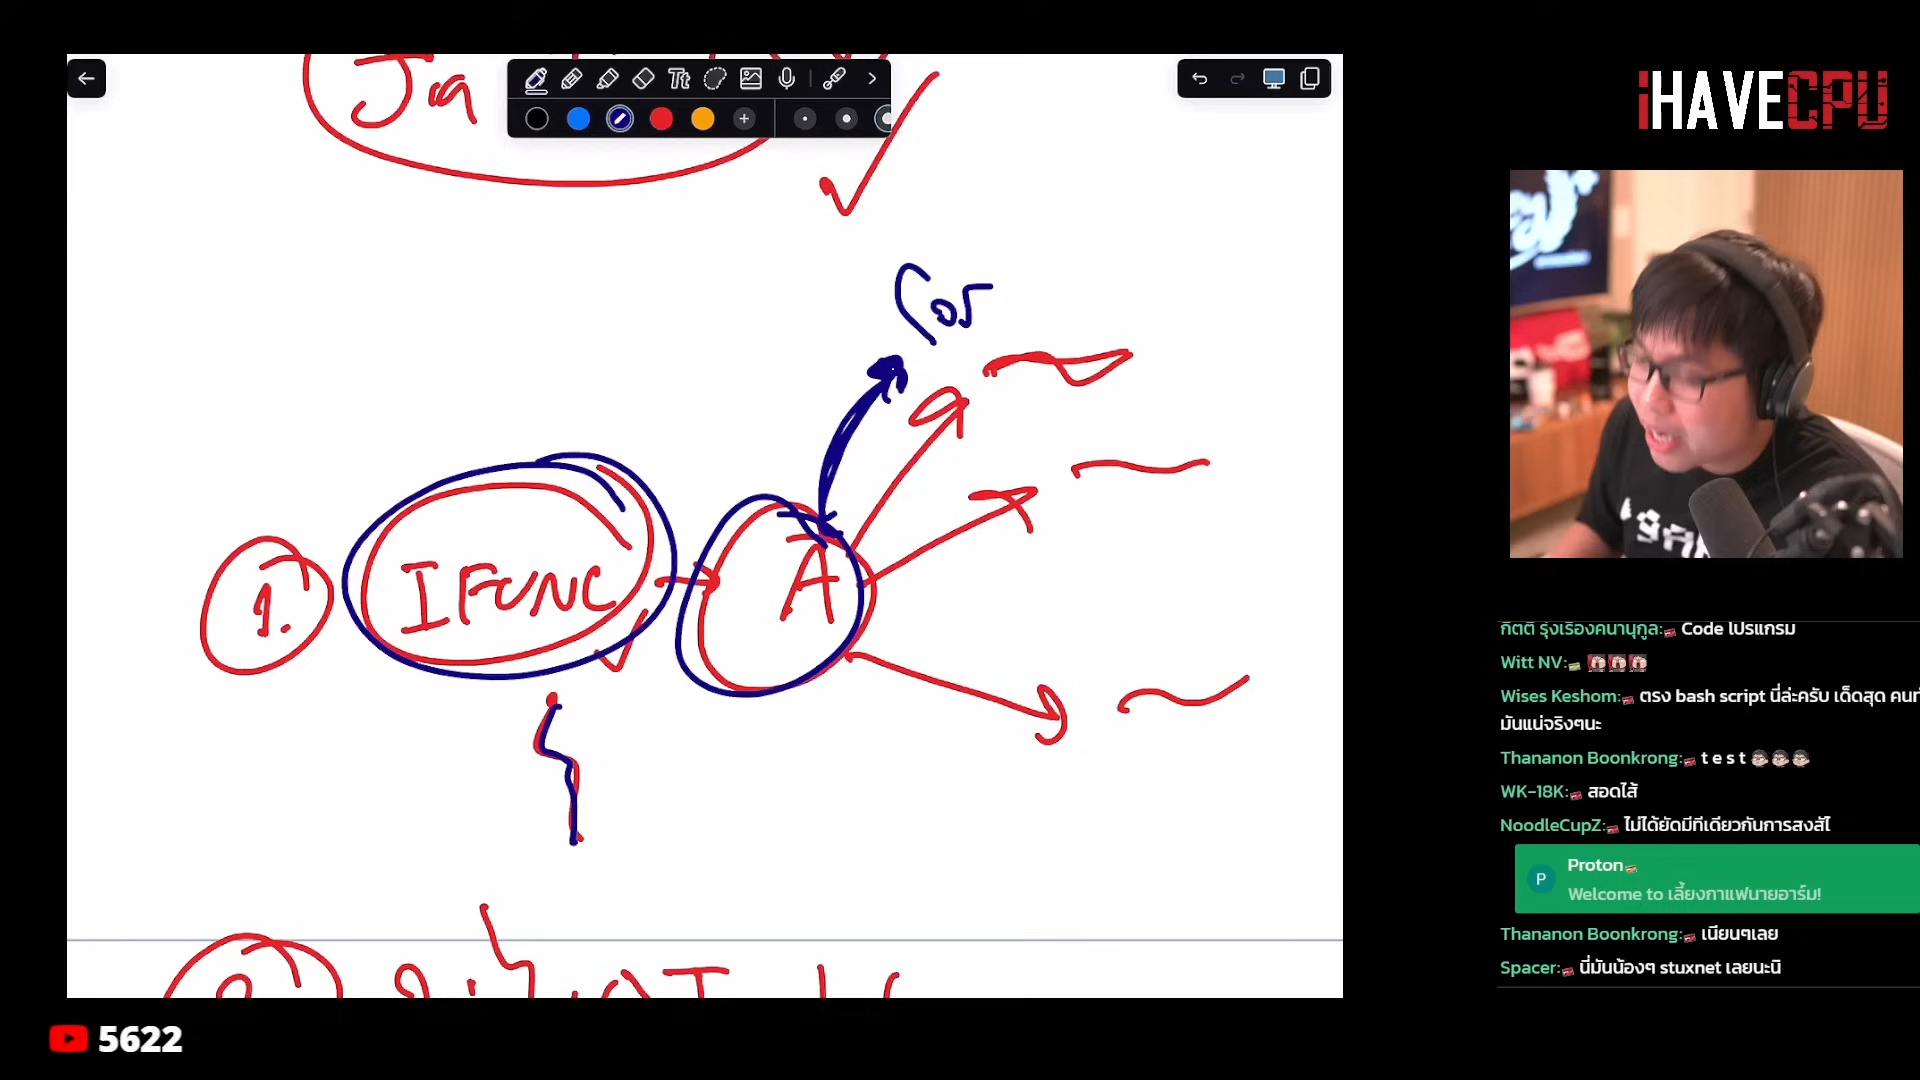 iHAVECPU
Jia
Tt
1.
IFUNC
A
กิตติ รุ่งเรืองคนานุกูล: Code โปรแกรม
Witt NV:
Wises Keshom: ตรง bash script นี่ล่ะครับ เด็ดสุด คนทำ
มันแน่จริงๆนะ
Thananon Boonkrong: t e s t
WK-18K: สอดไส้
NoodleCupZ: ไม่ได้ยัดมีทีเดียวกันการสงสัไ
P
Proton
Welcome to เลี้ยงกาแฟนายอาร์ม!
Thananon Boonkrong: เนียนๆเลย
Spacer: นี่มันน้องๆ stuxnet เลยนะนิ
5622